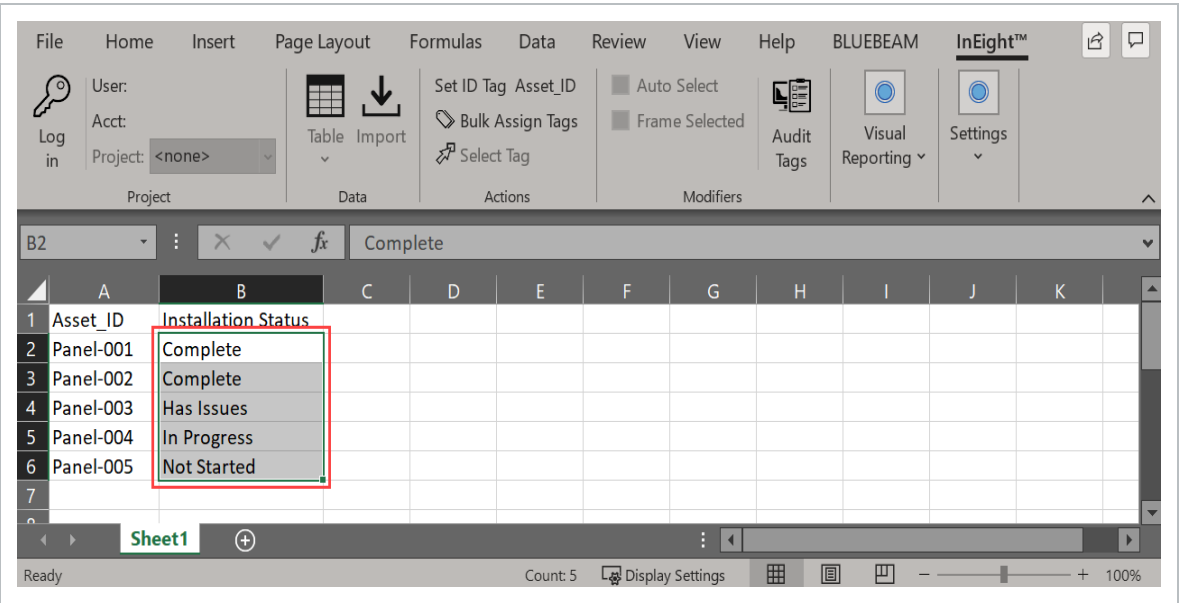 File Home Insert Page Layout Formulas Data Review View Help BLUEBEAM InEight™
Log in
User:
Acct:
Project: <none>
Project
Table Import
Data
Set ID Tag Asset_ID
Bulk Assign Tags
Select Tag
Actions
Auto Select
Frame Selected
Modifiers
Audit Tags
Visual Reporting
Settings
B2 fx Complete
A B C D E F G H I J K
1 Asset_ID Installation Status
2 Panel-001 Complete
3 Panel-002 Complete
4 Panel-003 Has Issues
5 Panel-004 In Progress
6 Panel-005 Not Started
7
Sheet1
Ready Count: 5 Display Settings 100%